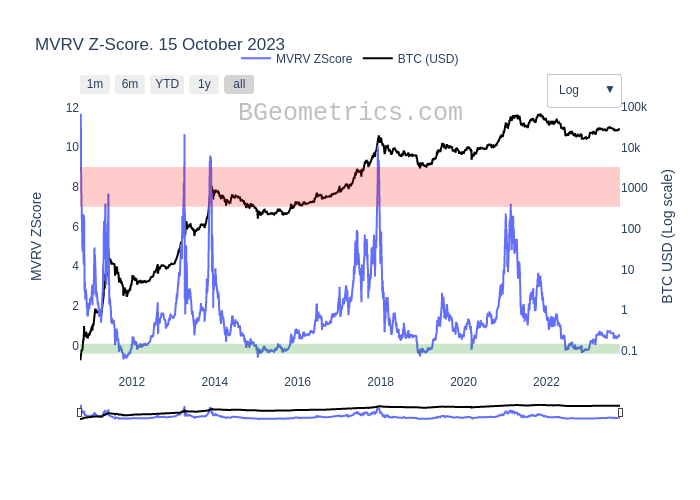 MVRV Z-Score. 15 October 2023
MVRV ZScore
BTC (USD)
1m
6m
YTD
1y
all
Log ▼
BGeometrics.com
12
10
8
6
4
2
0
MVRV ZScore
100k
10k
1000
100
10
1
0.1
BTC USD (Log scale)
2012
2014
2016
2018
2020
2022